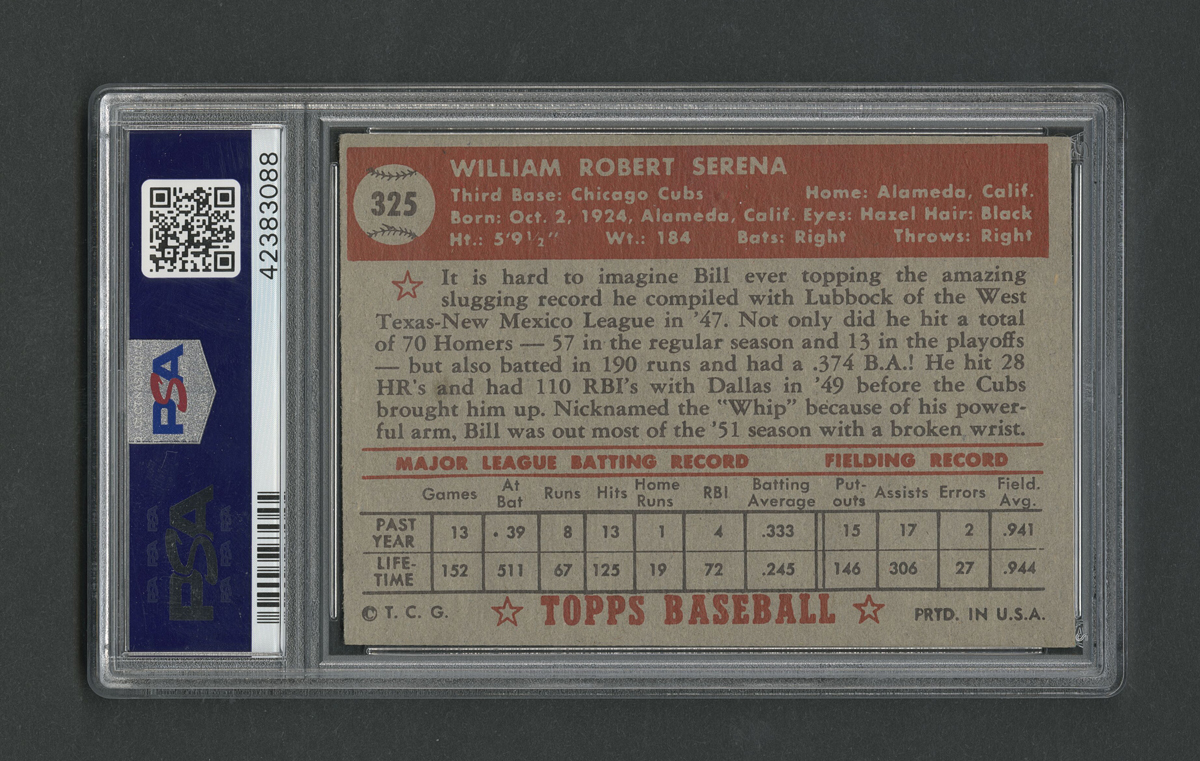 42383088
PSA
PSA
325
WILLIAM ROBERT SERENA
Third Base: Chicago Cubs Home: Alameda, Calif.
Born: Oct. 2, 1924, Alameda, Calif. Eyes: Hazel Hair: Black
Ht.: 5'9½" Wt.: 184 Bats: Right Throws: Right
It is hard to imagine Bill ever topping the amazing
slugging record he compiled with Lubbock of the West
Texas-New Mexico League in '47. Not only did he hit a total
of 70 Homers — 57 in the regular season and 13 in the playoffs
— but also batted in 190 runs and had a .374 B.A.! He hit 28
HR's and had 110 RBI's with Dallas in '49 before the Cubs
brought him up. Nicknamed the "Whip" because of his power-
ful arm, Bill was out most of the '51 season with a broken wrist.
MAJOR LEAGUE BATTING RECORD FIELDING RECORD
Games At Bat Runs Hits Home Runs RBI Batting Average Put-outs Assists Errors Field. Avg.
PAST YEAR 13 39 8 13 1 4 .333 15 17 2 .941
LIFE-TIME 152 511 67 125 19 72 .245 146 306 27 .944
© T. C. G. ☆ TOPPS BASEBALL ☆ PRTD. IN U.S.A.